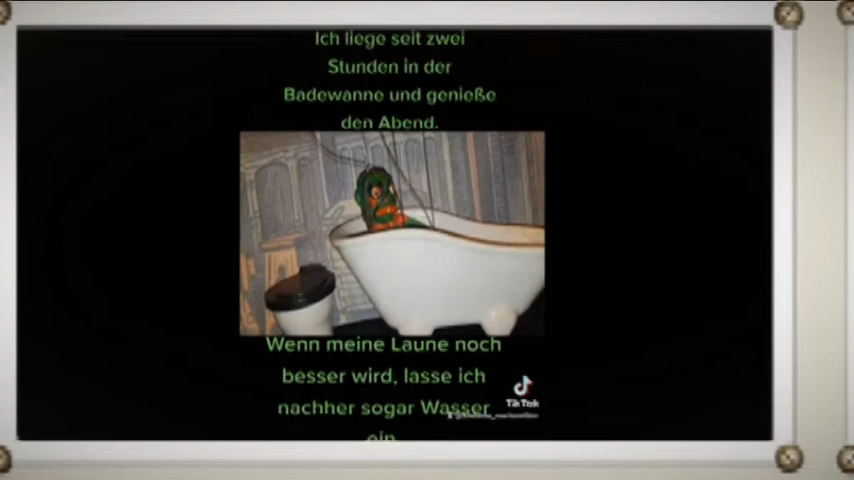 Ich liege seit zwei
Stunden in der
Badewanne und genieße
den Abend.
Wenn meine Laune noch
besser wird, lasse ich
nachher sogar Wasser
ein.
TikTok